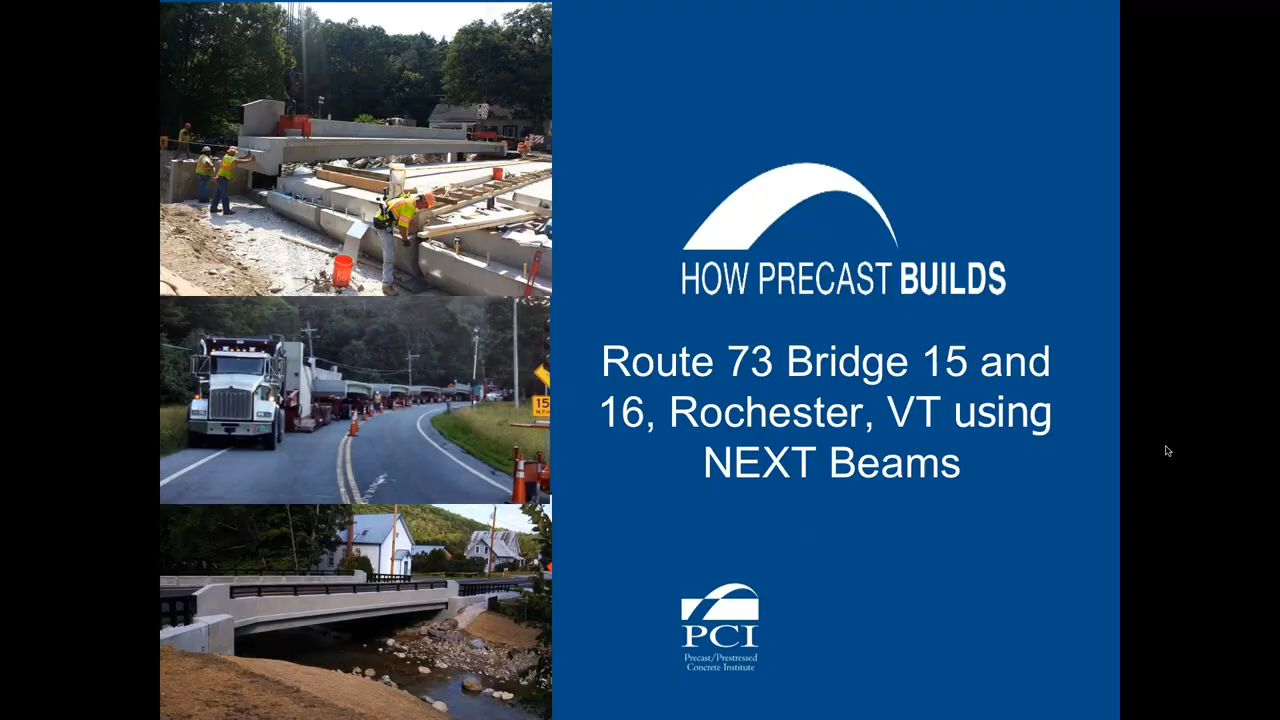 HOW PRECAST BUILDS
Route 73 Bridge 15 and
16, Rochester, VT using
NEXT Beams
15
PCI
Precast/Prestressed
Concrete Institute